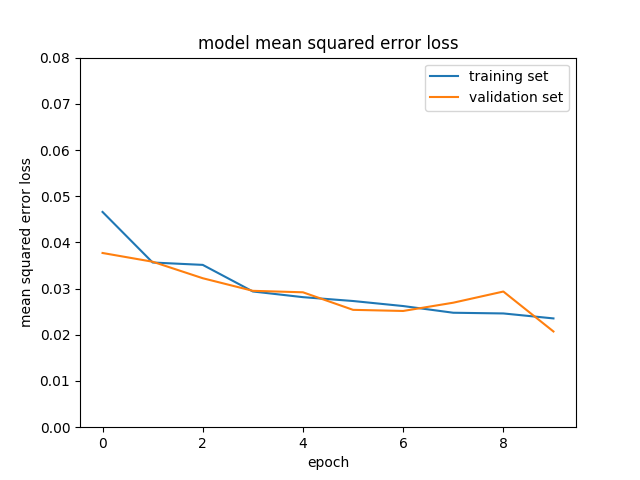 model mean squared error loss
0.08
0.07
0.06
0.05
0.04
0.03
0.02
0.01
0.00
mean squared error loss
training set
validation set
0 2 4 6 8
epoch